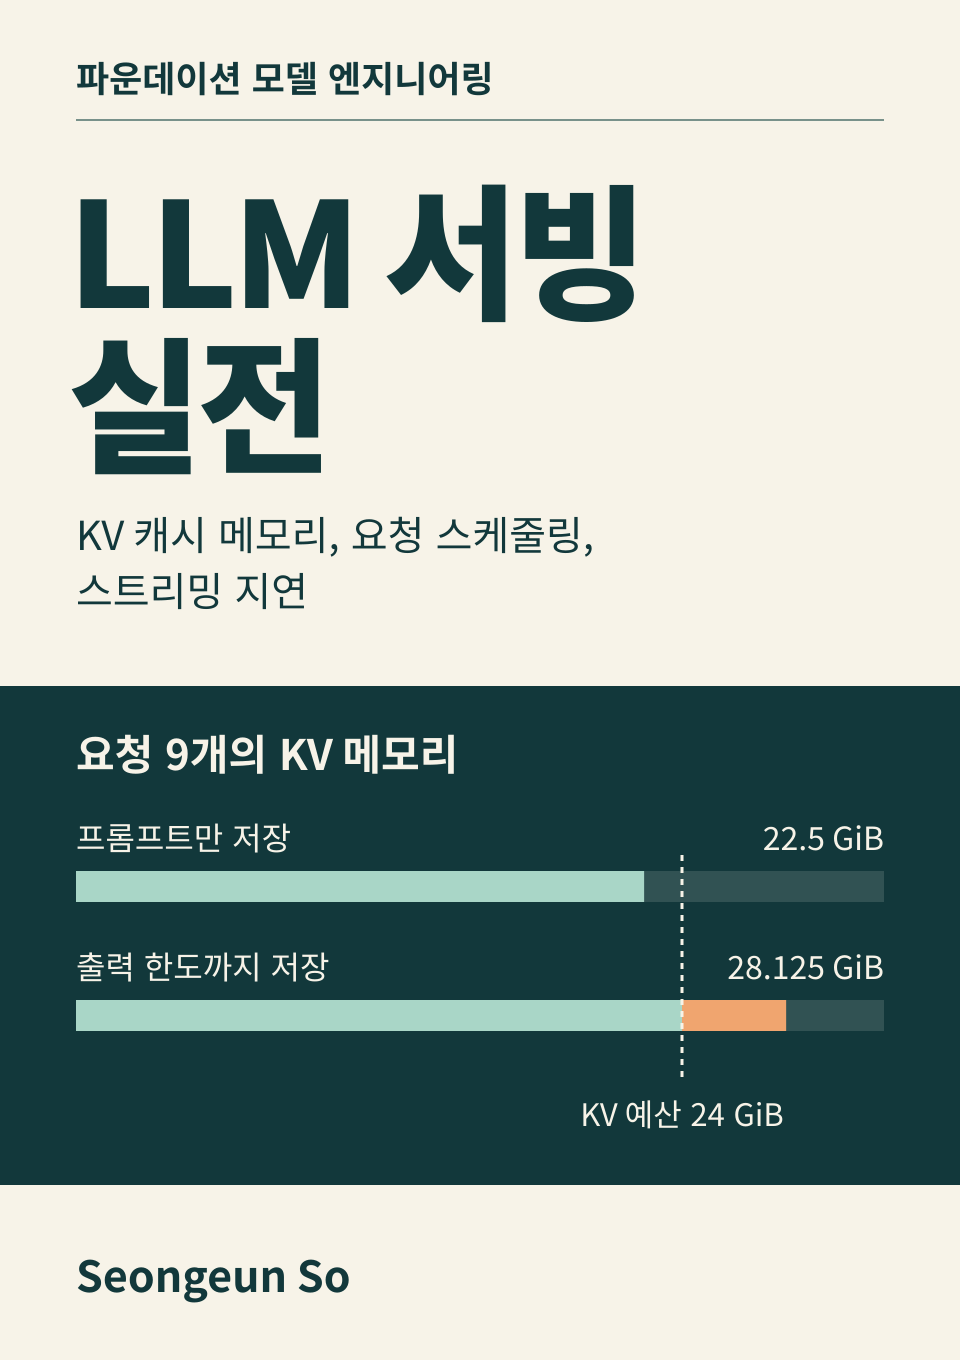 파운데이션 모델 엔지니어링
LLM 서빙
실전
KV 캐시 메모리, 요청 스케줄링,
스트리밍 지연
요청 9개의 KV 메모리
프롬프트만 저장 22.5 GiB
출력 한도까지 저장 28.125 GiB
KV 예산 24 GiB
Seongeun So